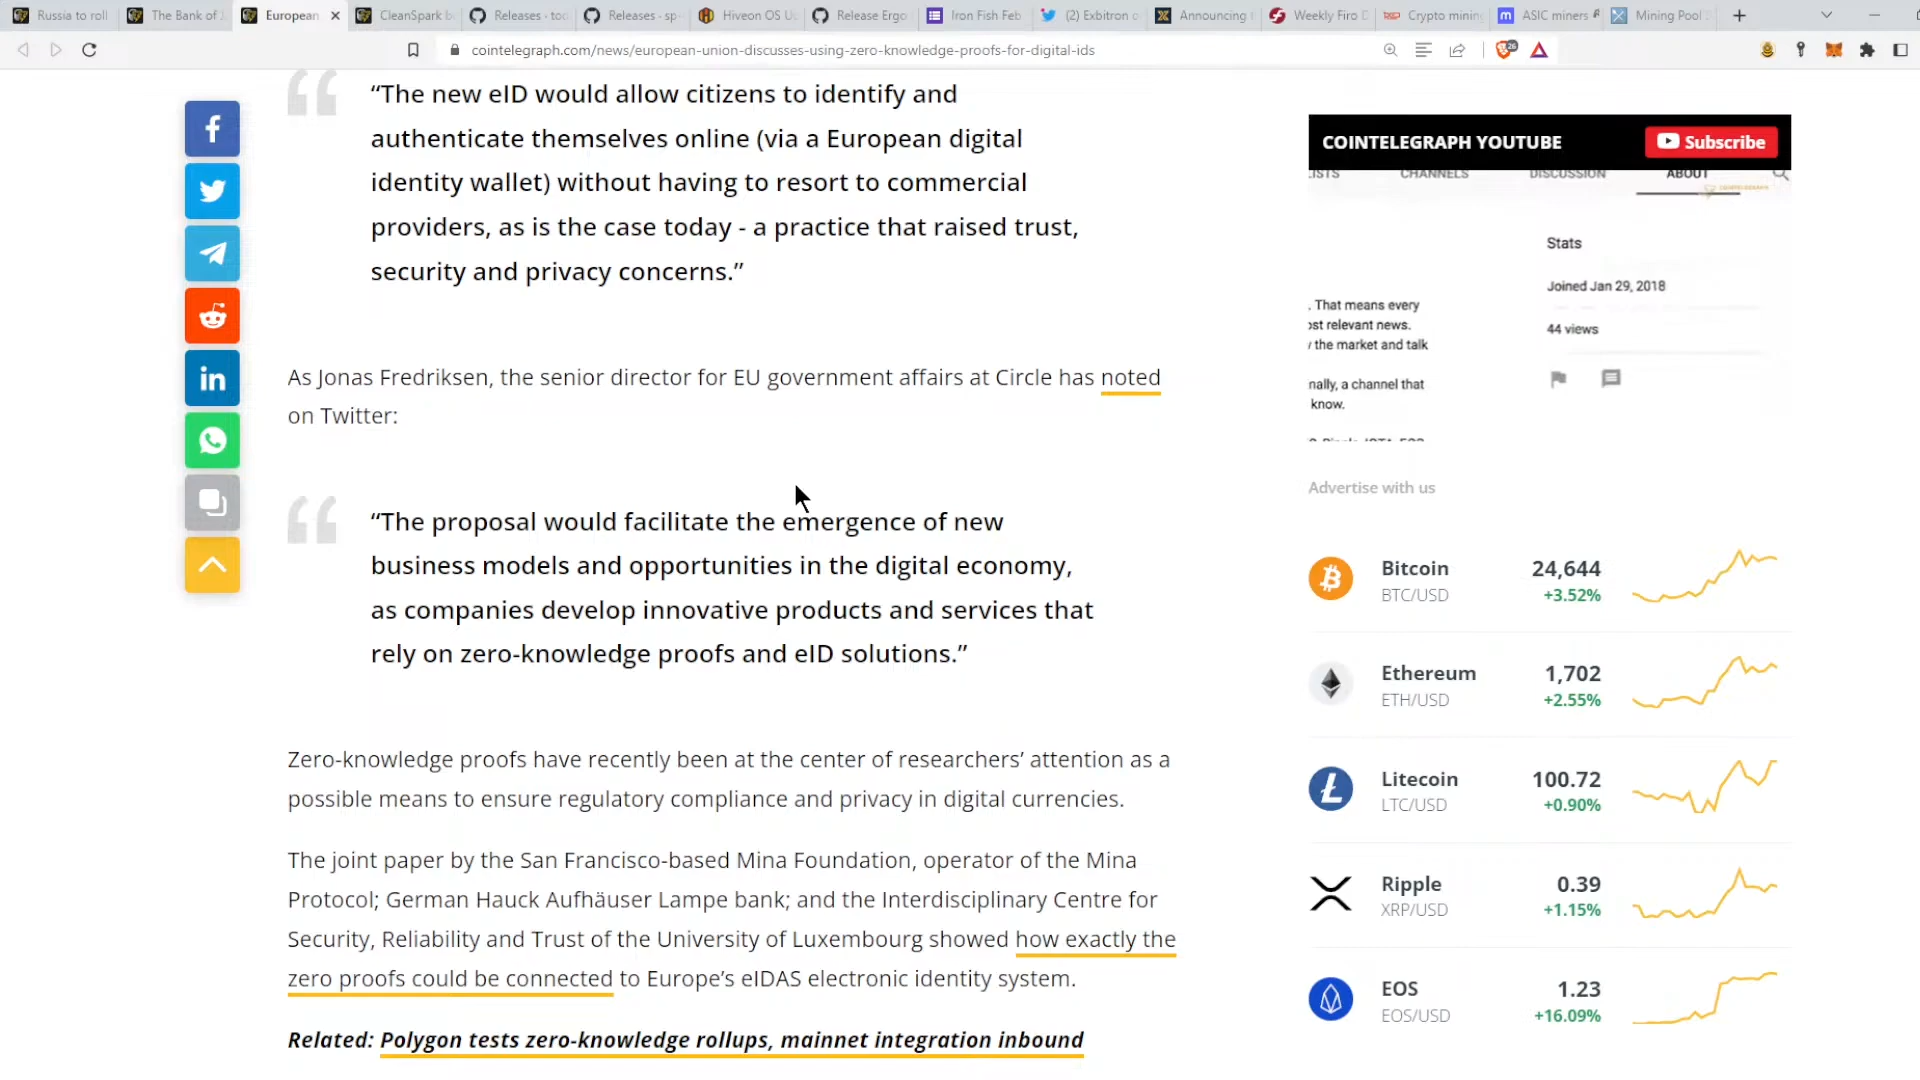 Russia to roll
The Bank of
European
CleanSpark b
Releases · too
Releases · sp
Hiveon OS U
Release Ergo
Iron Fish Feb
(2) Exbitron o
Announcing
Weekly Firo D
Crypto mining
ASIC miners
Mining Pool
cointelegraph.com/news/european-union-discusses-using-zero-knowledge-proofs-for-digital-ids
26
“The new eID would allow citizens to identify and
authenticate themselves online (via a European digital
identity wallet) without having to resort to commercial
providers, as is the case today - a practice that raised trust,
security and privacy concerns.”
As Jonas Fredriksen, the senior director for EU government affairs at Circle has noted
on Twitter:
“The proposal would facilitate the emergence of new
business models and opportunities in the digital economy,
as companies develop innovative products and services that
rely on zero-knowledge proofs and eID solutions.”
Zero-knowledge proofs have recently been at the center of researchers’ attention as a
possible means to ensure regulatory compliance and privacy in digital currencies.
The joint paper by the San Francisco-based Mina Foundation, operator of the Mina
Protocol; German Hauck Aufhäuser Lampe bank; and the Interdisciplinary Centre for
Security, Reliability and Trust of the University of Luxembourg showed how exactly the
zero proofs could be connected to Europe’s eIDAS electronic identity system.
Related: Polygon tests zero-knowledge rollups, mainnet integration inbound
COINTELEGRAPH YOUTUBE
Subscribe
ISTS CHANNELS DISCUSSION ABOUT
Stats
Joined Jan 29, 2018
44 views
. That means every
ost relevant news.
the market and talk
nally, a channel that
know.
Advertise with us
Bitcoin 24,644
BTC/USD +3.52%
Ethereum 1,702
ETH/USD +2.55%
Litecoin 100.72
LTC/USD +0.90%
Ripple 0.39
XRP/USD +1.15%
EOS 1.23
EOS/USD +16.09%